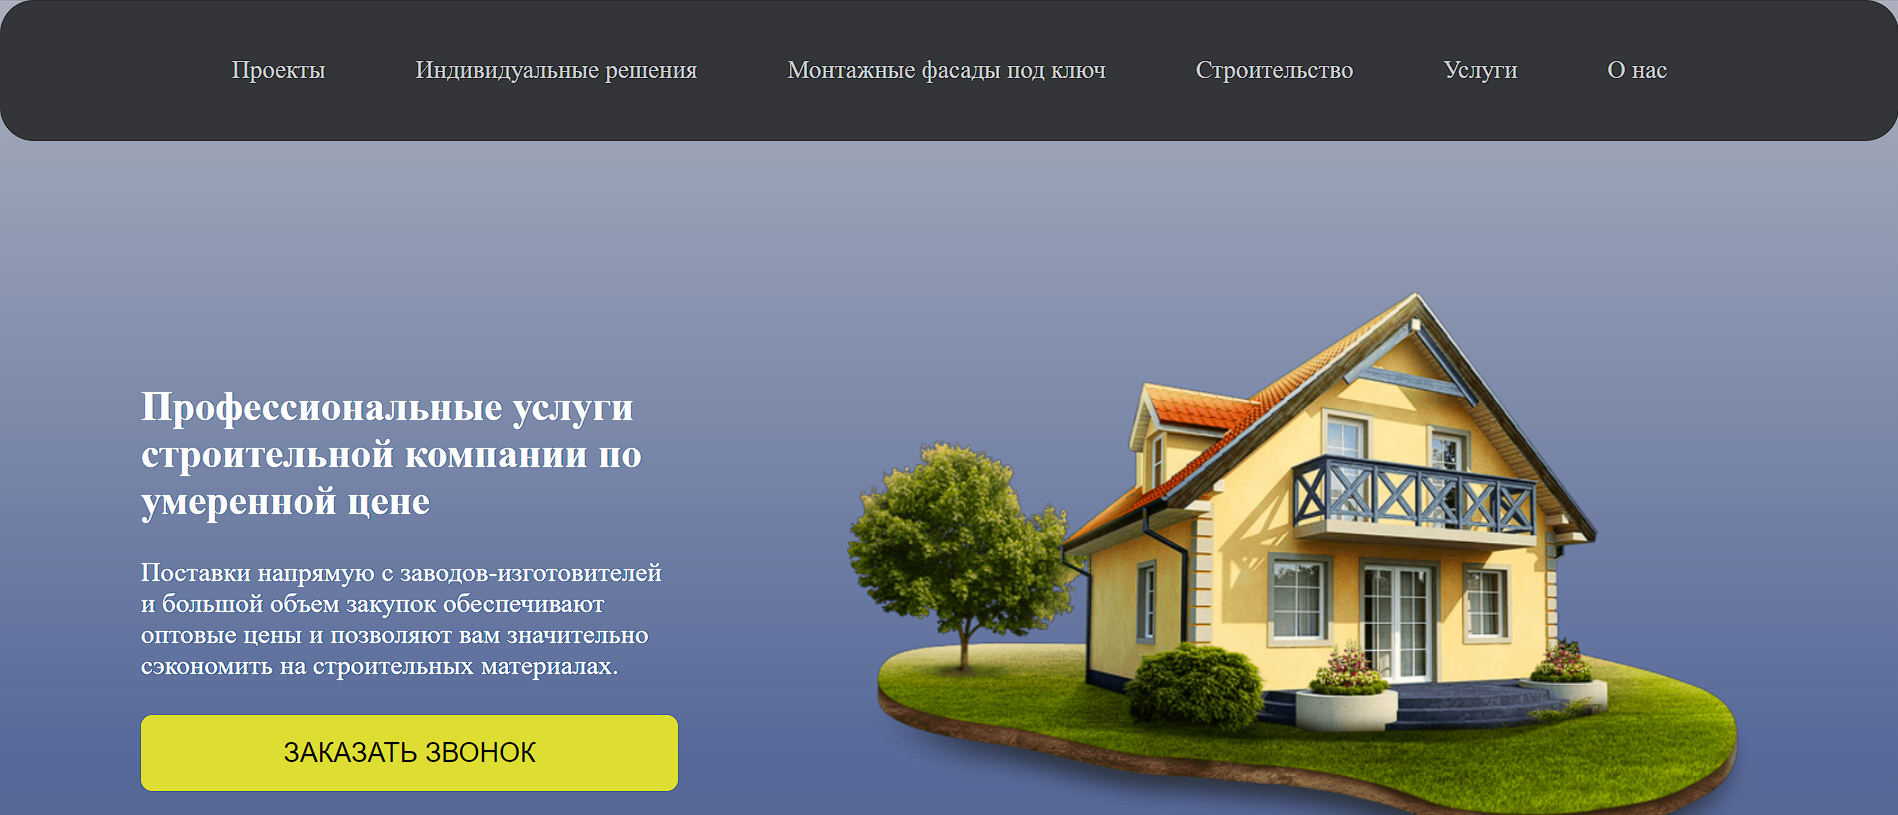 Проекты Индивидуальные решения Монтажные фасады под ключ Строительство Услуги О нас
Профессиональные услуги
строительной компании по
умеренной цене
Поставки напрямую с заводов-изготовителей
и большой объем закупок обеспечивают
оптовые цены и позволяют вам значительно
сэкономить на строительных материалах.
ЗАКАЗАТЬ ЗВОНОК